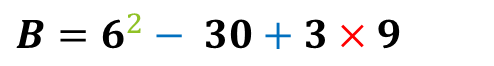 B = 6² − 30 + 3 × 9